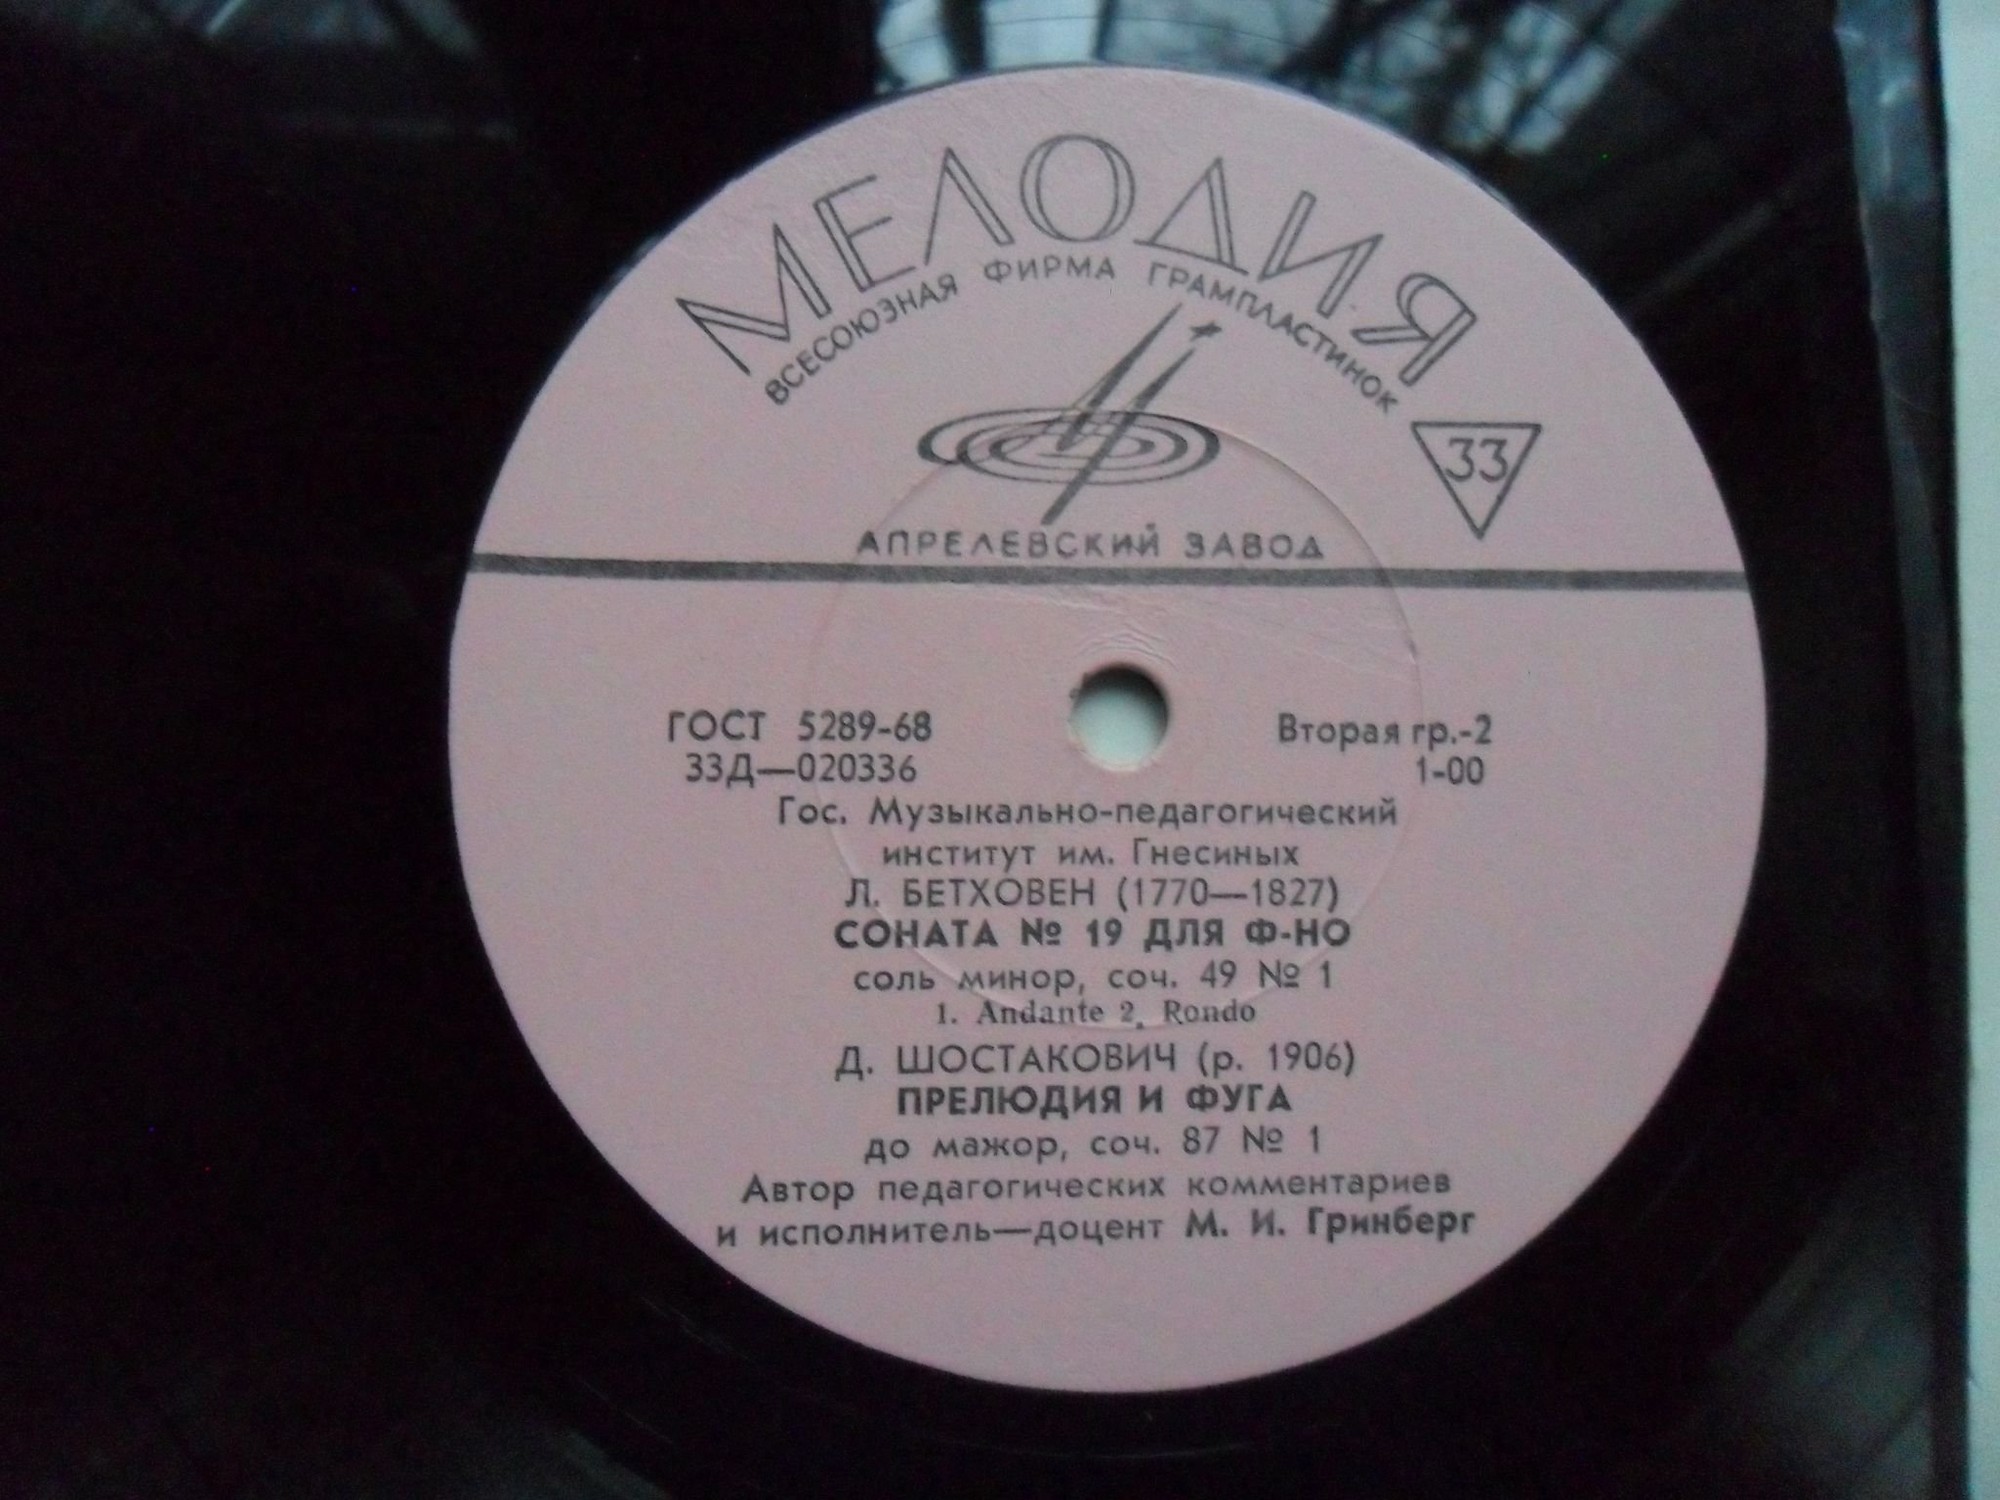 МЕЛОДИЯ
ВСЕСОЮЗНАЯ ФИРМА ГРАМПЛАСТИНОК
33
АПРЕЛЕВСКИЙ ЗАВОД
ГОСТ 5289-68 Вторая гр.-2
33Д—020336 1-00
Гос. Музыкально-педагогический
институт им. Гнесиных
Л. БЕТХОВЕН (1770—1827)
СОНАТА № 19 ДЛЯ Ф-НО
соль минор, соч. 49 № 1
1. Andante 2. Rondo
Д. ШОСТАКОВИЧ (р. 1906)
ПРЕЛЮДИЯ И ФУГА
до мажор, соч. 87 № 1
Автор педагогических комментариев
и исполнитель—доцент М. И. Гринберг